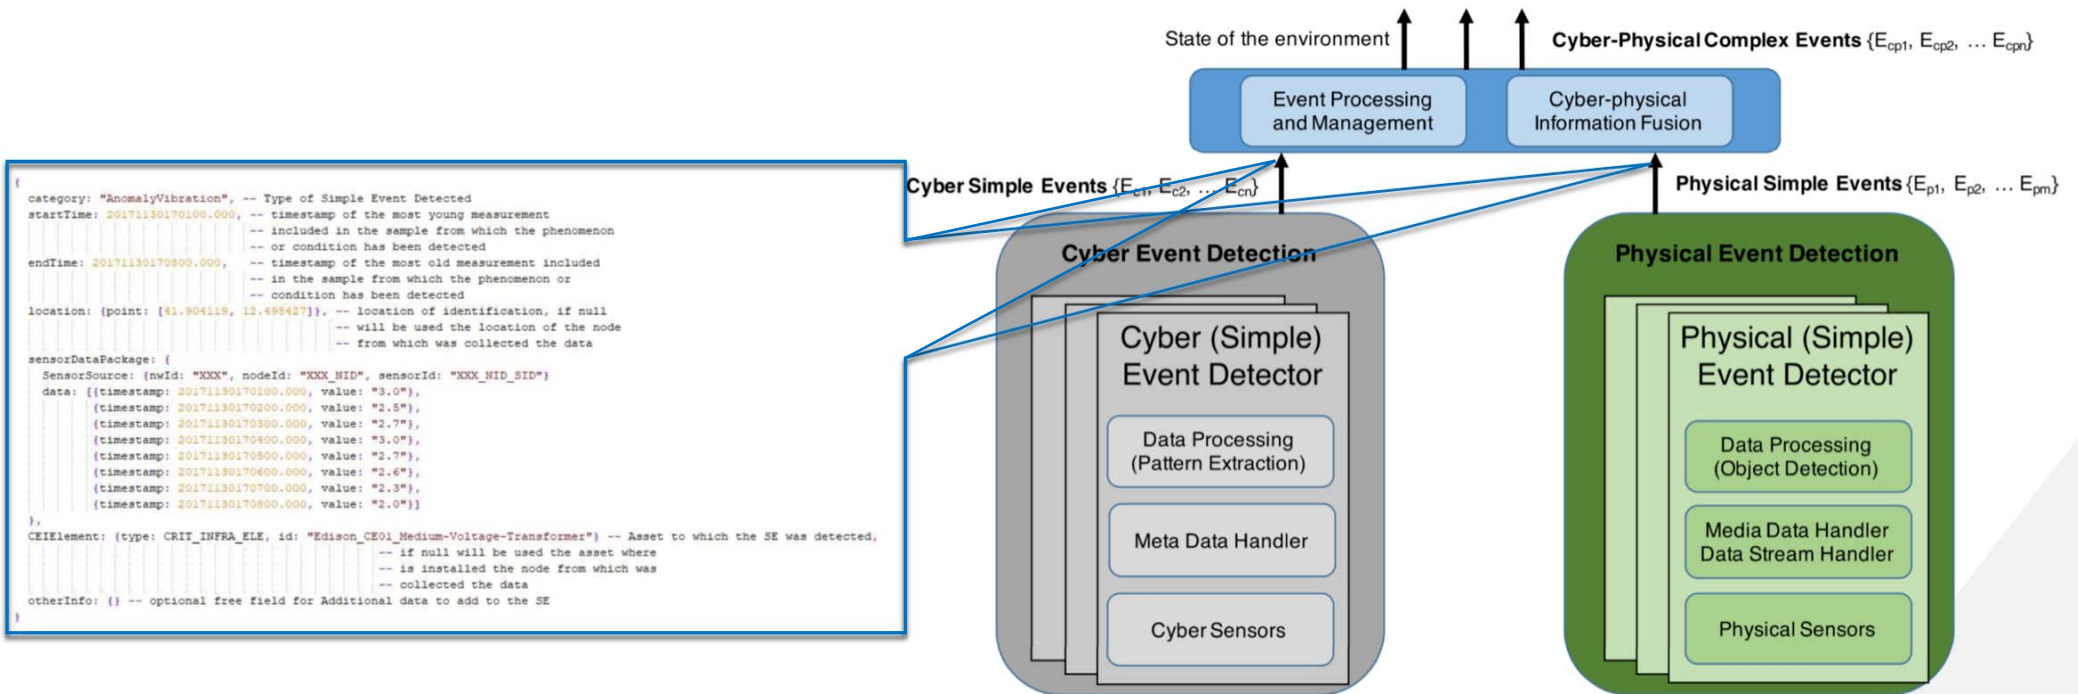 State of the environment
Cyber-Physical Complex Events {Ecp1, Ecp2, … Ecpn}
Event Processing
and Management
Cyber-physical
Information Fusion
Cyber Simple Events {Ec1, Ec2, … Ecn}
Physical Simple Events {Ep1, Ep2, … Epm}
{
category: "AnomalyVibration", -- Type of Simple Event Detected
startTime: 20171130170100.000, -- timestamp of the most young measurement
-- included in the sample from which the phenomenon
-- or condition has been detected
endTime: 20171130170800.000, -- timestamp of the most old measurement included
-- in the sample from which the phenomenon or
-- condition has been detected
location: {point: [41.904119, 12.498427]}, -- location of identification, if null
-- will be used the location of the node
-- from which was collected the data
sensorDataPackage: {
SensorSource: {nwId: "XXX", nodeId: "XXX_NID", sensorId: "XXX_NID_SID"}
data: [{timestamp: 20171130170100.000, value: "3.0"},
{timestamp: 20171130170200.000, value: "2.5"},
{timestamp: 20171130170300.000, value: "2.7"},
{timestamp: 20171130170400.000, value: "3.0"},
{timestamp: 20171130170500.000, value: "2.7"},
{timestamp: 20171130170600.000, value: "2.6"},
{timestamp: 20171130170700.000, value: "2.3"},
{timestamp: 20171130170800.000, value: "2.0"}]
},
CEIElement: {type: CRIT_INFRA_ELE, id: "Edison_CE01_Medium-Voltage-Transformer"} -- Asset to which the SE was detected,
-- if null will be used the asset where
-- is installed the node from which was
-- collected the data
otherInfo: {} -- optional free field for Additional data to add to the SE
}
Cyber Event Detection
Cyber (Simple)
Event Detector
Data Processing
(Pattern Extraction)
Meta Data Handler
Cyber Sensors
Physical Event Detection
Physical (Simple)
Event Detector
Data Processing
(Object Detection)
Media Data Handler
Data Stream Handler
Physical Sensors